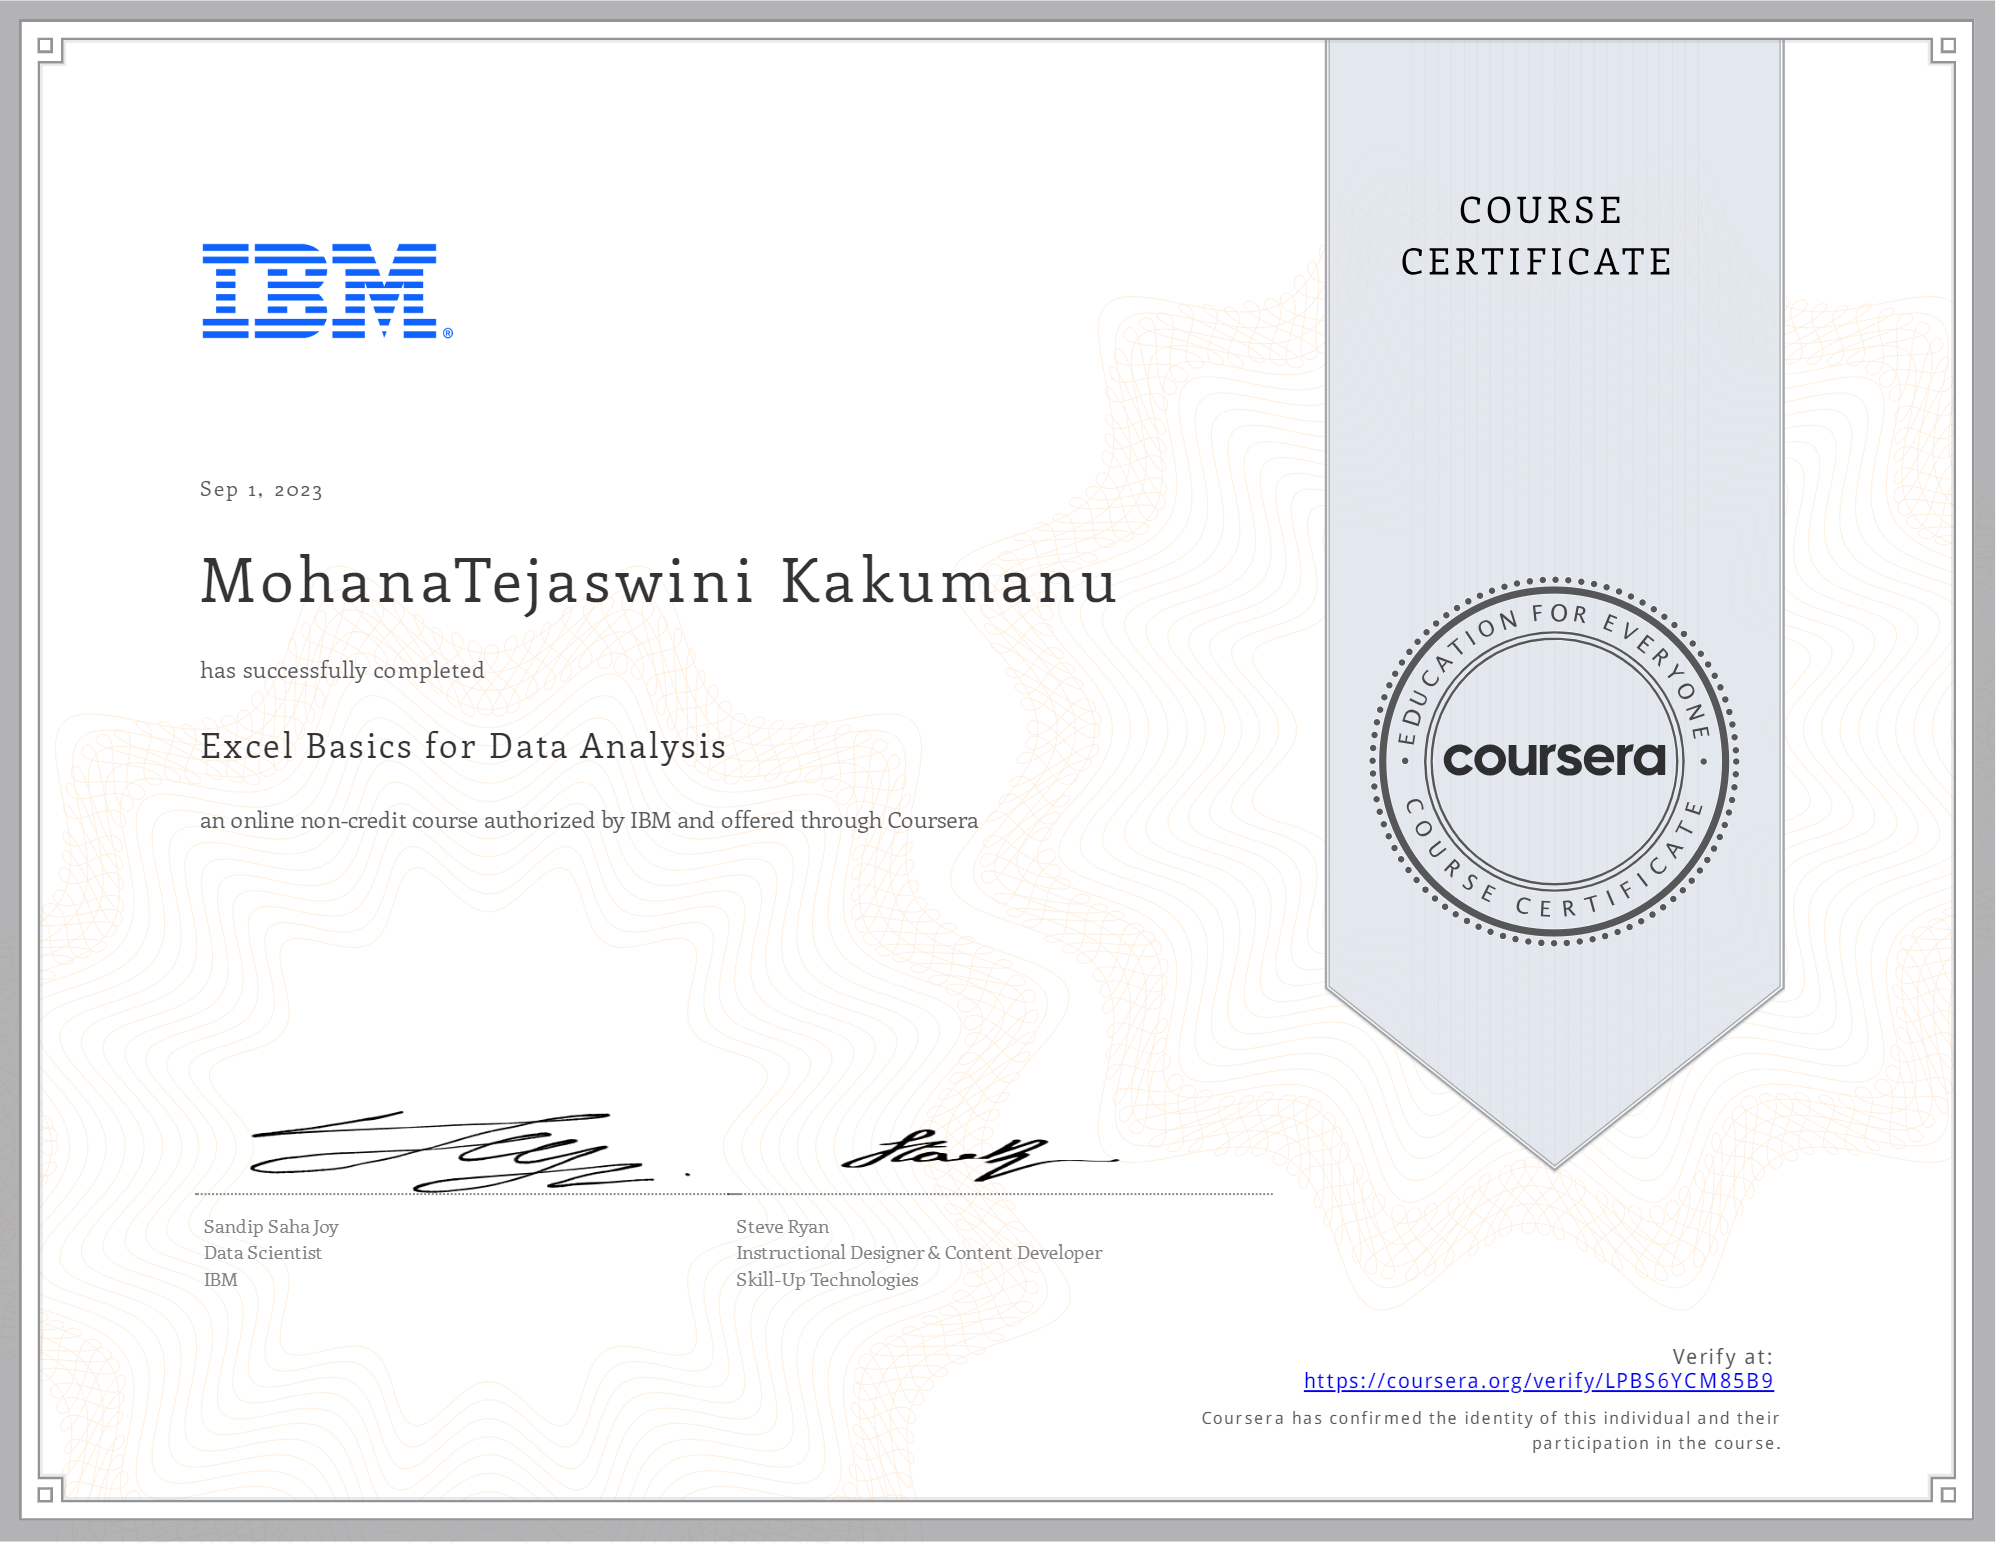 COURSE
CERTIFICATE
IBM®
Sep 1, 2023
MohanaTejaswini Kakumanu
has successfully completed
Excel Basics for Data Analysis
an online non-credit course authorized by IBM and offered through Coursera
EDUCATION FOR EVERYONE
coursera
COURSE CERTIFICATE
Sandip Saha Joy
Data Scientist
IBM
Steve Ryan
Instructional Designer & Content Developer
Skill-Up Technologies
Verify at:
https://coursera.org/verify/LPBS6YCM85B9
Coursera has confirmed the identity of this individual and their
participation in the course.